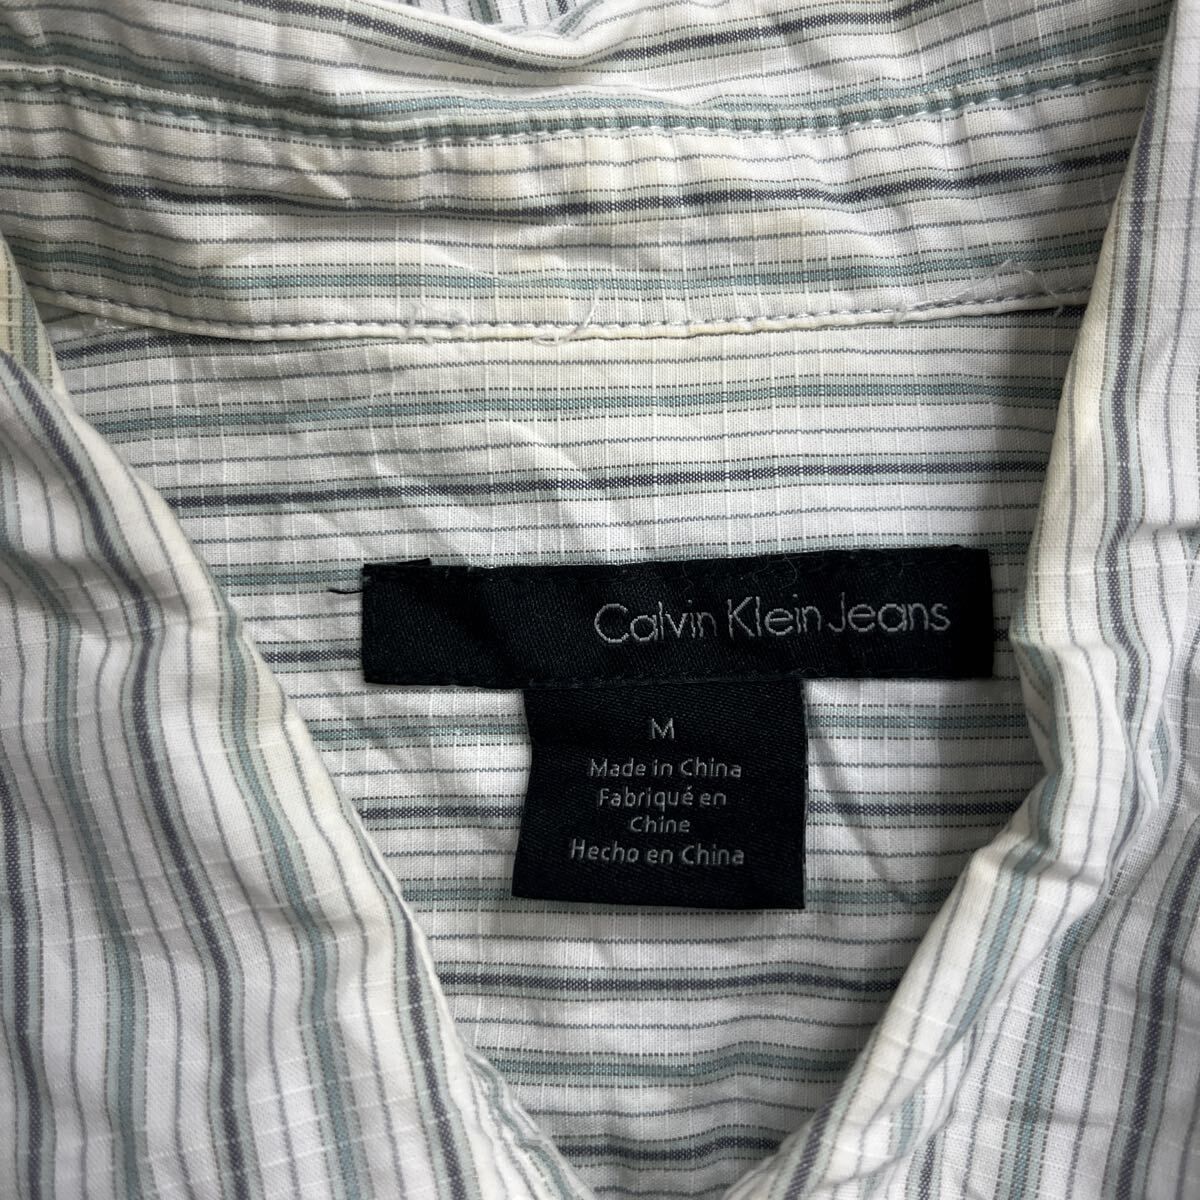 Calvin Klein Jeans
M
Made in China
Fabriqué en
Chine
Hecho en China